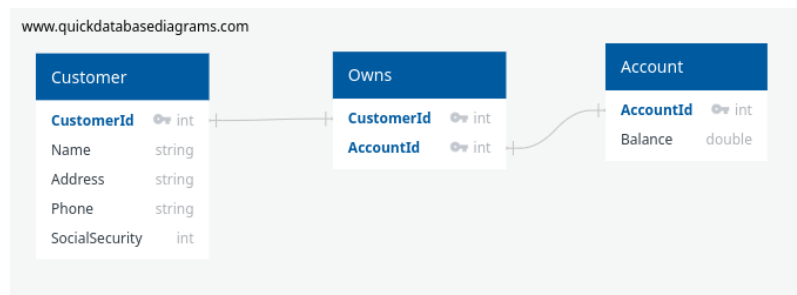 www.quickdatabasediagrams.com
Customer
CustomerId int
Name string
Address string
Phone string
SocialSecurity int
Owns
CustomerId int
AccountId int
Account
AccountId int
Balance double